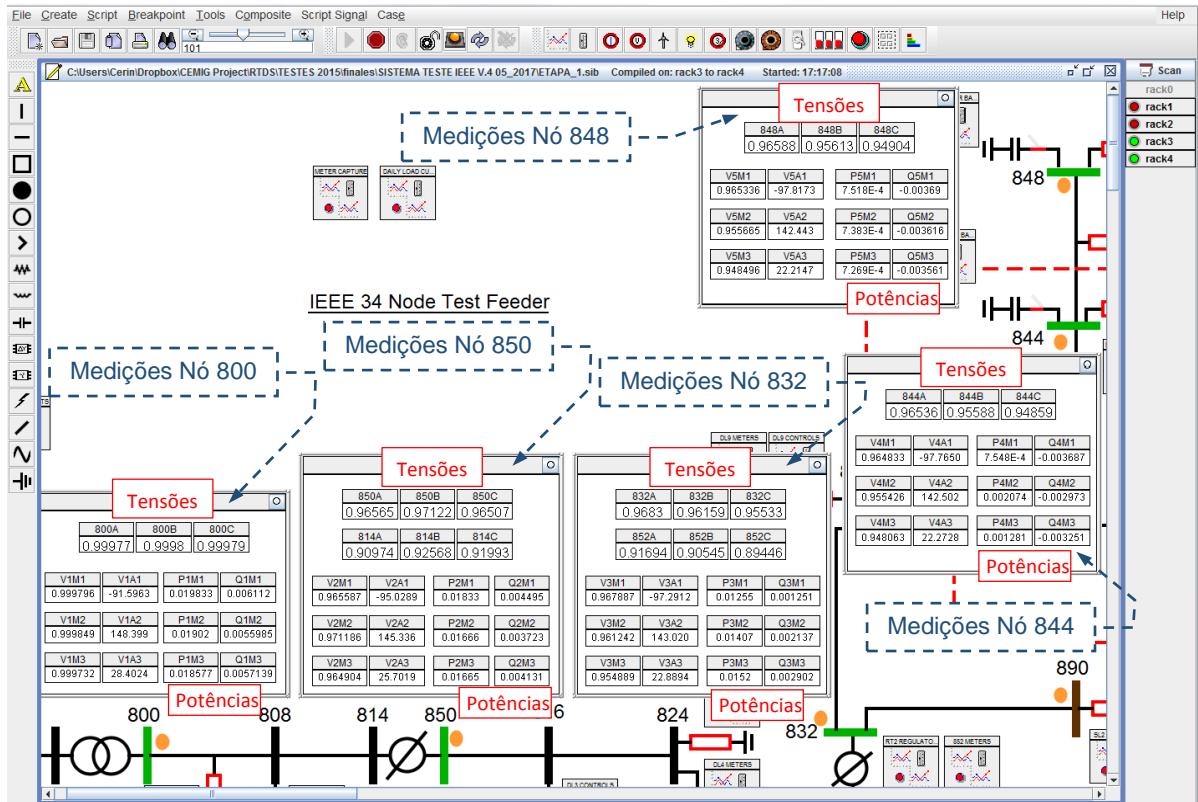 File Create Script Breakpoint Tools Composite Script Signal Case Help
101
C:\Users\Cerin\Dropbox\CEMIG Project\RTDS\TESTES 2015\finales\SISTEMA TESTE IEEE V.4 05_2017\ETAPA_1.sib Compiled on: rack3 to rack4 Started: 17:17:08
Scan
rack0
rack1
rack2
rack3
rack4
Medições Nó 848
Tensões
848A 848B 848C
0.96588 0.95613 0.94904
V5M1 V5A1 P5M1 Q5M1
0.965336 -97.8173 7.518E-4 -0.00369
V5M2 V5A2 P5M2 Q5M2
0.955665 142.443 7.383E-4 -0.003616
V5M3 V5A3 P5M3 Q5M3
0.948496 22.2147 7.269E-4 -0.003561
Potências
848
METER CAPTURE DAILY LOAD CU...
IEEE 34 Node Test Feeder
844
Medições Nó 844
Tensões
844A 844B 844C
0.96536 0.95588 0.94859
V4M1 V4A1 P4M1 Q4M1
0.964833 -97.7650 7.548E-4 -0.003687
V4M2 V4A2 P4M2 Q4M2
0.955426 142.502 0.002074 -0.002973
V4M3 V4A3 P4M3 Q4M3
0.948063 22.2728 0.001281 -0.003251
Potências
Medições Nó 800
Tensões
800A 800B 800C
0.99977 0.9998 0.99979
V1M1 V1A1 P1M1 Q1M1
0.999796 -91.5963 0.019833 0.006112
V1M2 V1A2 P1M2 Q1M2
0.999849 148.399 0.01902 0.0055985
V1M3 V1A3 P1M3 Q1M3
0.999732 28.4024 0.018577 0.0057139
Potências
Medições Nó 850
Tensões
850A 850B 850C
0.96565 0.97122 0.96507
814A 814B 814C
0.90974 0.92568 0.91993
V2M1 V2A1 P2M1 Q2M1
0.965587 -95.0289 0.01833 0.004495
V2M2 V2A2 P2M2 Q2M2
0.971186 145.336 0.01666 0.003723
V2M3 V2A3 P2M3 Q2M3
0.964904 25.7019 0.01665 0.004131
Potências
Medições Nó 832
DL9 METERS DL9 CONTROLS
Tensões
832A 832B 832C
0.9683 0.96159 0.95533
852A 852B 852C
0.91694 0.90545 0.89446
V3M1 V3A1 P3M1 Q3M1
0.967887 -97.2912 0.01255 0.001251
V3M2 V3A2 P3M2 Q3M2
0.961242 143.020 0.01407 0.002137
V3M3 V3A3 P3M3 Q3M3
0.954889 22.8894 0.0152 0.002902
Potências
800 808 814 850 824 832 890
RT2 REGULATO... 852 METERS
DL4 METERS
DL3 CONTROLS